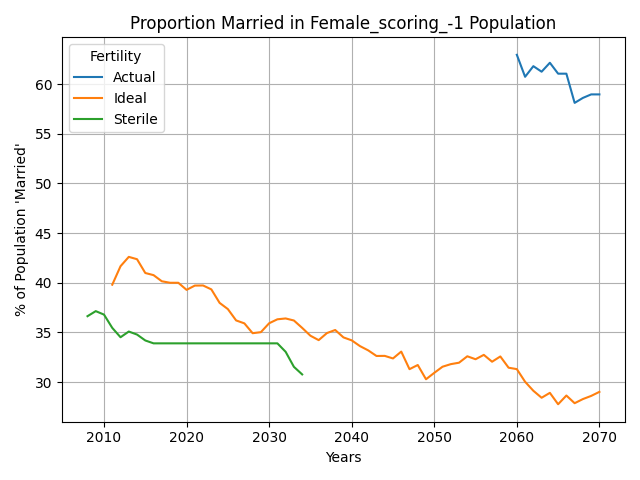 Proportion Married in Female_scoring_-1 Population
Fertility
Actual
Ideal
Sterile
% of Population 'Married'
60
55
50
45
40
35
30
2010 2020 2030 2040 2050 2060 2070
Years